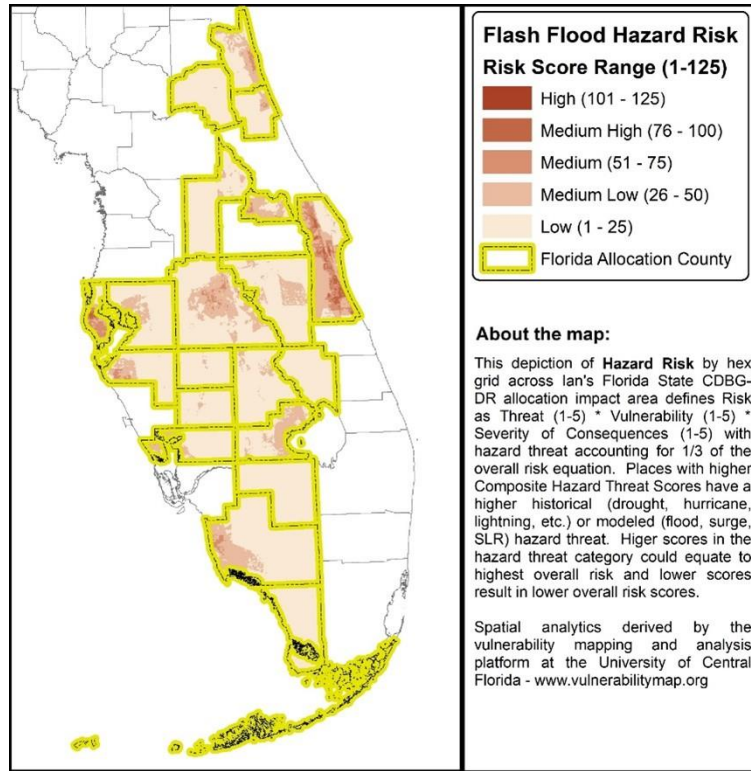 Flash Flood Hazard Risk
Risk Score Range (1-125)
High (101 - 125)
Medium High (76 - 100)
Medium (51 - 75)
Medium Low (26 - 50)
Low (1 - 25)
Florida Allocation County
About the map:
This depiction of Hazard Risk by hex
grid across Ian's Florida State CDBG-
DR allocation impact area defines Risk
as Threat (1-5) * Vulnerability (1-5) *
Severity of Consequences (1-5) with
hazard threat accounting for 1/3 of the
overall risk equation. Places with higher
Composite Hazard Threat Scores have a
higher historical (drought, hurricane,
lightning, etc.) or modeled (flood, surge,
SLR) hazard threat. Higer scores in the
hazard threat category could equate to
highest overall risk and lower scores
result in lower overall risk scores.
Spatial analytics derived by the
vulnerability mapping and analysis
platform at the University of Central
Florida - www.vulnerabilitymap.org